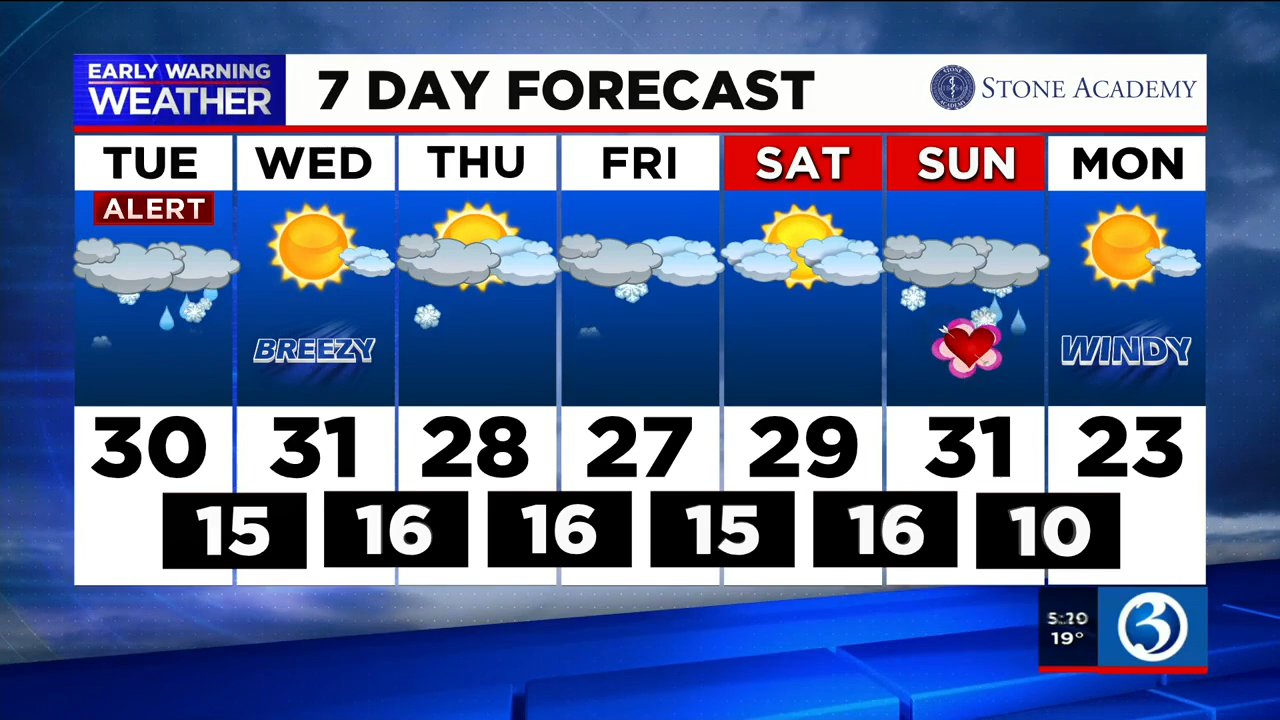 EARLY WARNING
WEATHER
7 DAY FORECAST
STONE ACADEMY
TUE WED THU FRI SAT SUN MON
ALERT
BREEZY WINDY
30 31 28 27 29 31 23
15 16 16 15 16 10
5:20
19°
3